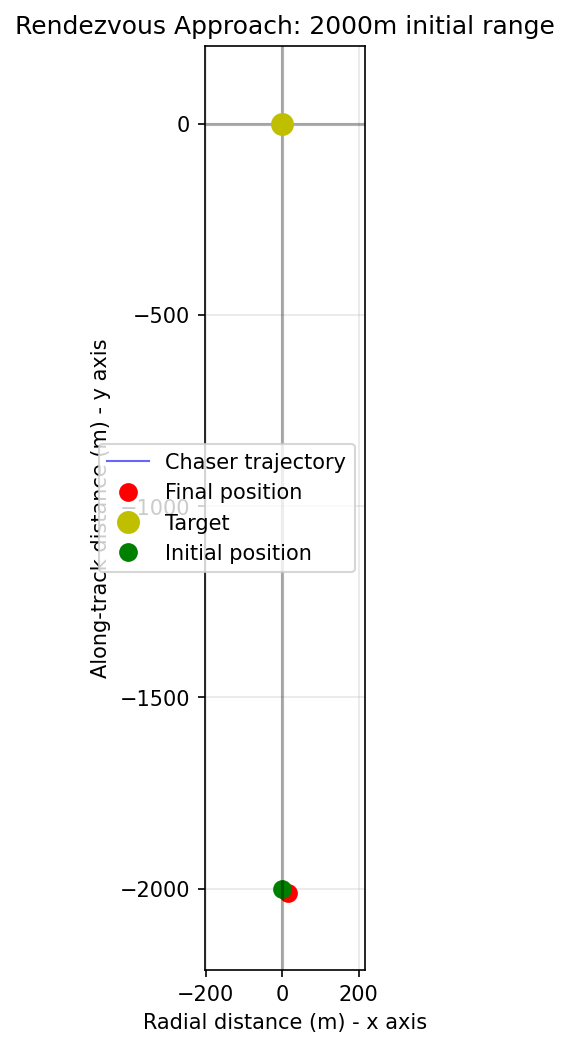 Rendezvous Approach: 2000m initial range
0
−500
−1000
−1500
−2000
Along-track distance (m) - y axis
Chaser trajectory
Final position
Target
Initial position
−200
0
200
Radial distance (m) - x axis